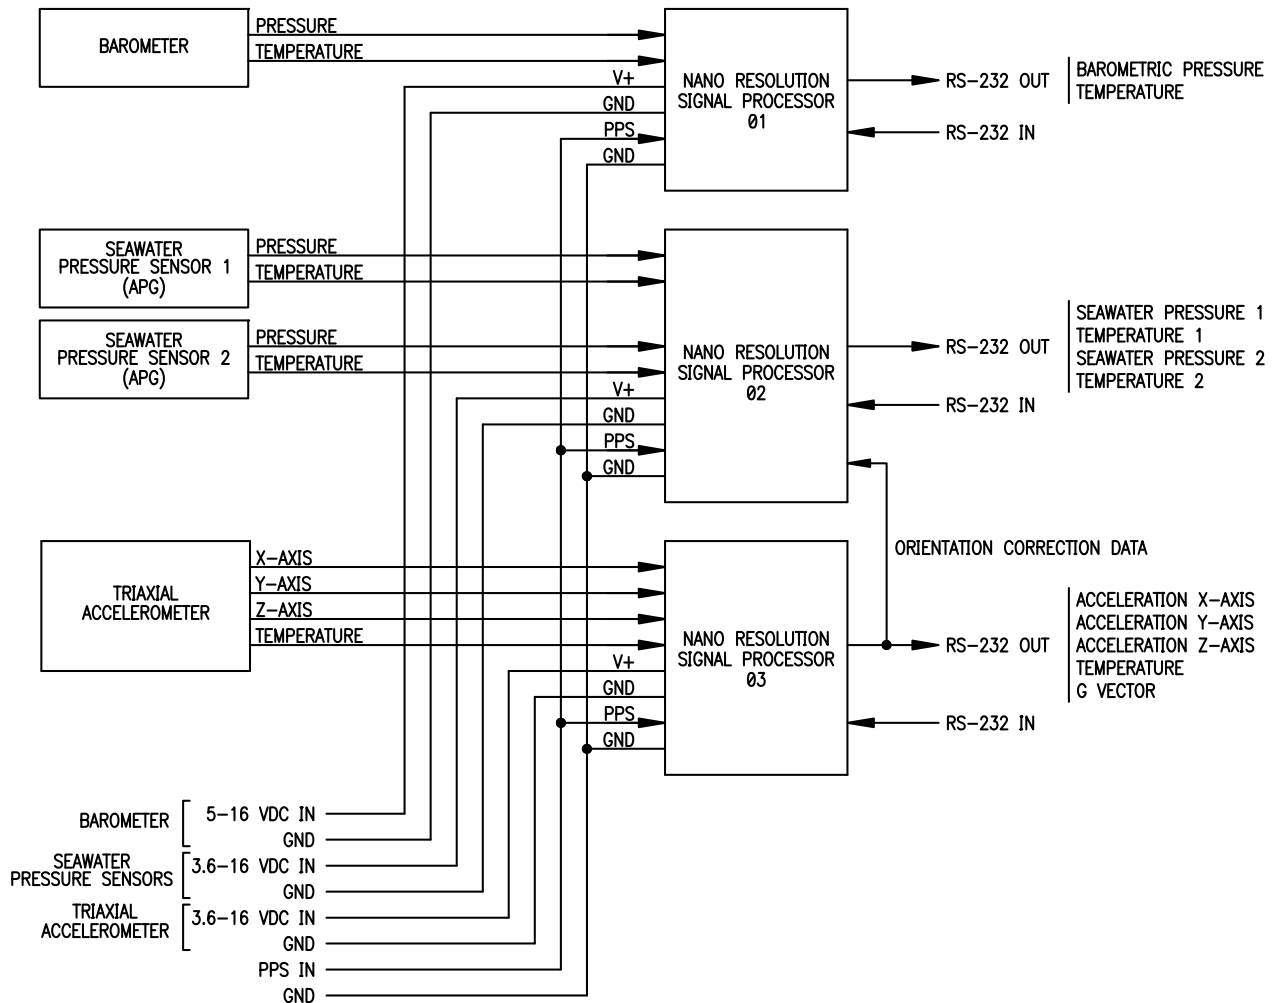 BAROMETER
PRESSURE
TEMPERATURE
V+
GND
PPS
GND
NANO RESOLUTION
SIGNAL PROCESSOR
01
RS-232 OUT
BAROMETRIC PRESSURE
TEMPERATURE
RS-232 IN
SEAWATER
PRESSURE SENSOR 1
(APG)
PRESSURE
TEMPERATURE
SEAWATER
PRESSURE SENSOR 2
(APG)
PRESSURE
TEMPERATURE
V+
GND
PPS
GND
NANO RESOLUTION
SIGNAL PROCESSOR
02
RS-232 OUT
SEAWATER PRESSURE 1
TEMPERATURE 1
SEAWATER PRESSURE 2
TEMPERATURE 2
RS-232 IN
ORIENTATION CORRECTION DATA
TRIAXIAL
ACCELEROMETER
X-AXIS
Y-AXIS
Z-AXIS
TEMPERATURE
V+
GND
PPS
GND
NANO RESOLUTION
SIGNAL PROCESSOR
03
RS-232 OUT
ACCELERATION X-AXIS
ACCELERATION Y-AXIS
ACCELERATION Z-AXIS
TEMPERATURE
G VECTOR
RS-232 IN
BAROMETER
5-16 VDC IN
GND
SEAWATER
PRESSURE SENSORS
3.6-16 VDC IN
GND
TRIAXIAL
ACCELEROMETER
3.6-16 VDC IN
GND
PPS IN
GND